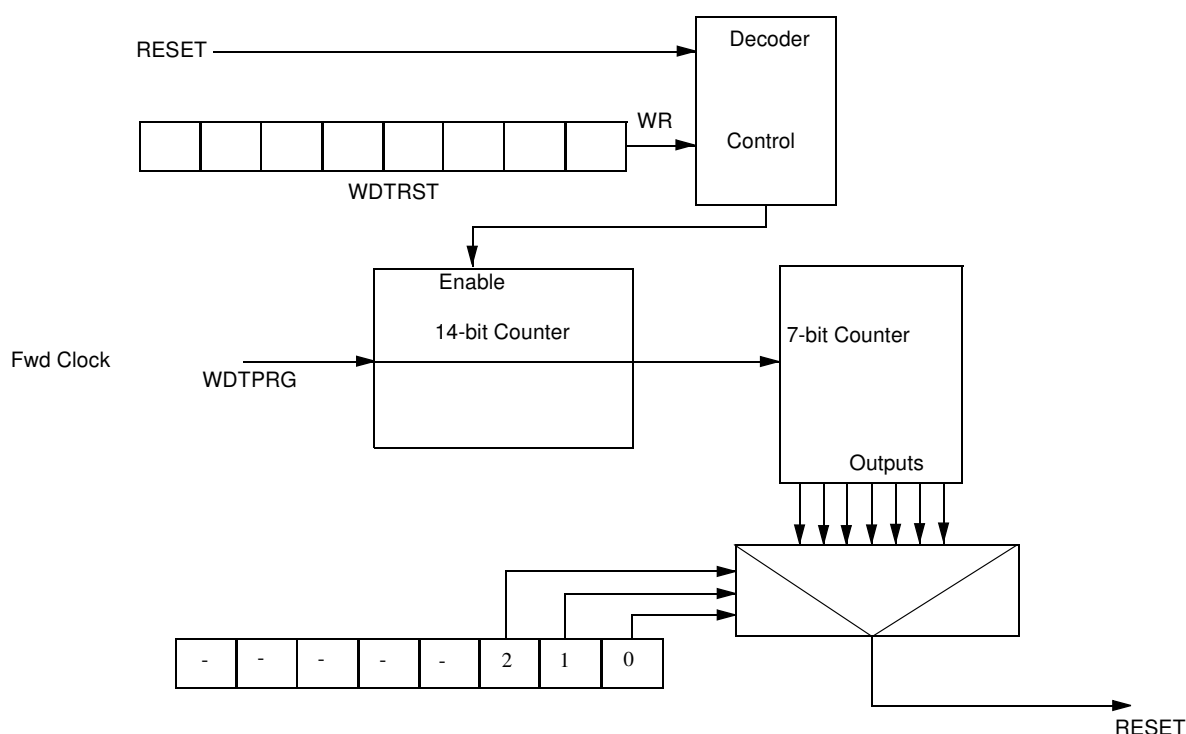 Decoder
RESET
WR
Control
WDTRST
Enable
14-bit Counter
7-bit Counter
Fwd Clock
WDTPRG
Outputs
- - - - - 2 1 0
RESET